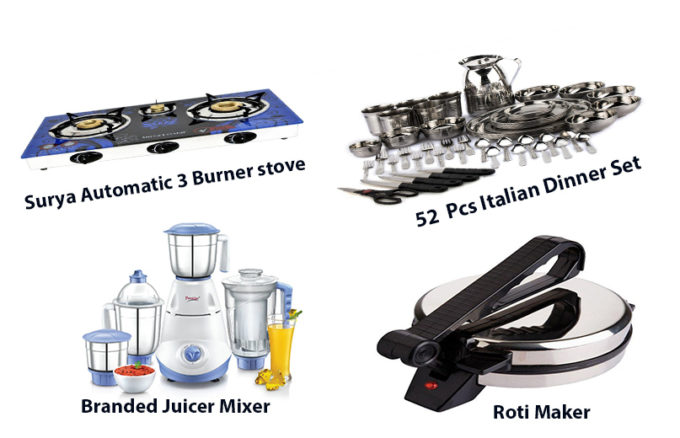 Surya Automatic 3 Burner stove
52 Pcs Italian Dinner Set
Branded Juicer Mixer
Roti Maker